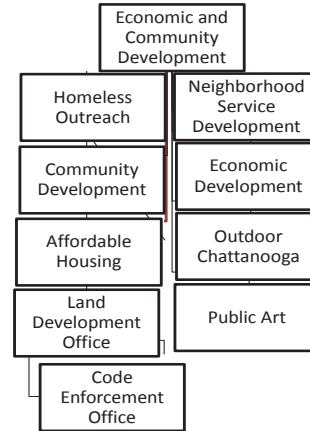 Economic and
Community
Development
Homeless
Outreach
Neighborhood
Service
Development
Community
Development
Economic
Development
Affordable
Housing
Outdoor
Chattanooga
Land
Development
Office
Public Art
Code
Enforcement
Office